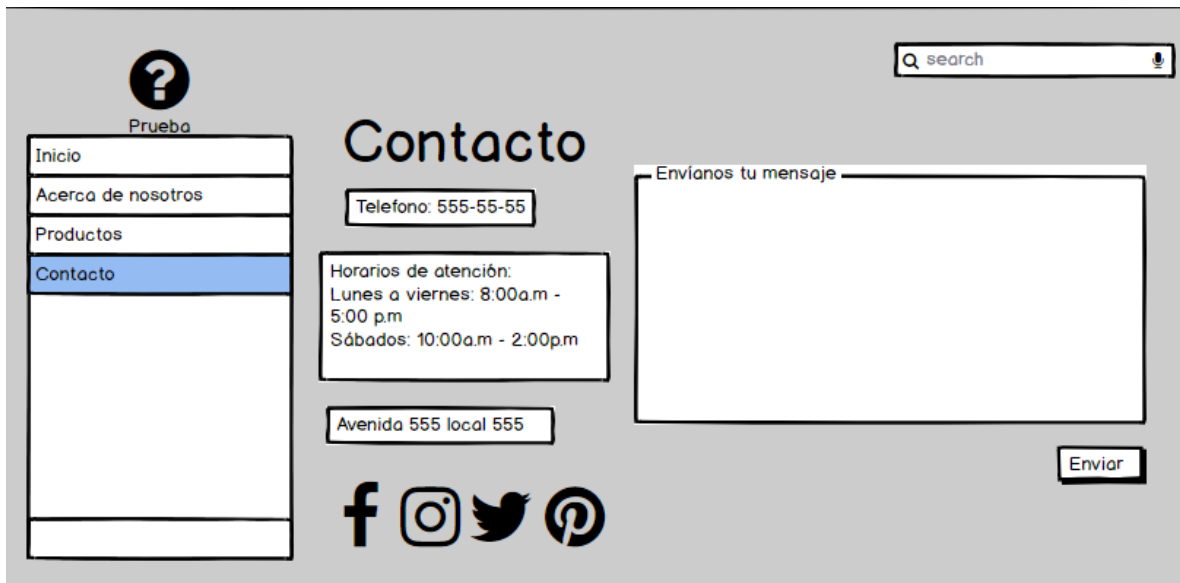 search
Prueba
Inicio
Acerca de nosotros
Productos
Contacto
Contacto
Telefono: 555-55-55
Horarios de atención:
Lunes a viernes: 8:00a.m -
5:00 p.m
Sábados: 10:00a.m - 2:00p.m
Avenida 555 local 555
Envíanos tu mensaje
Enviar